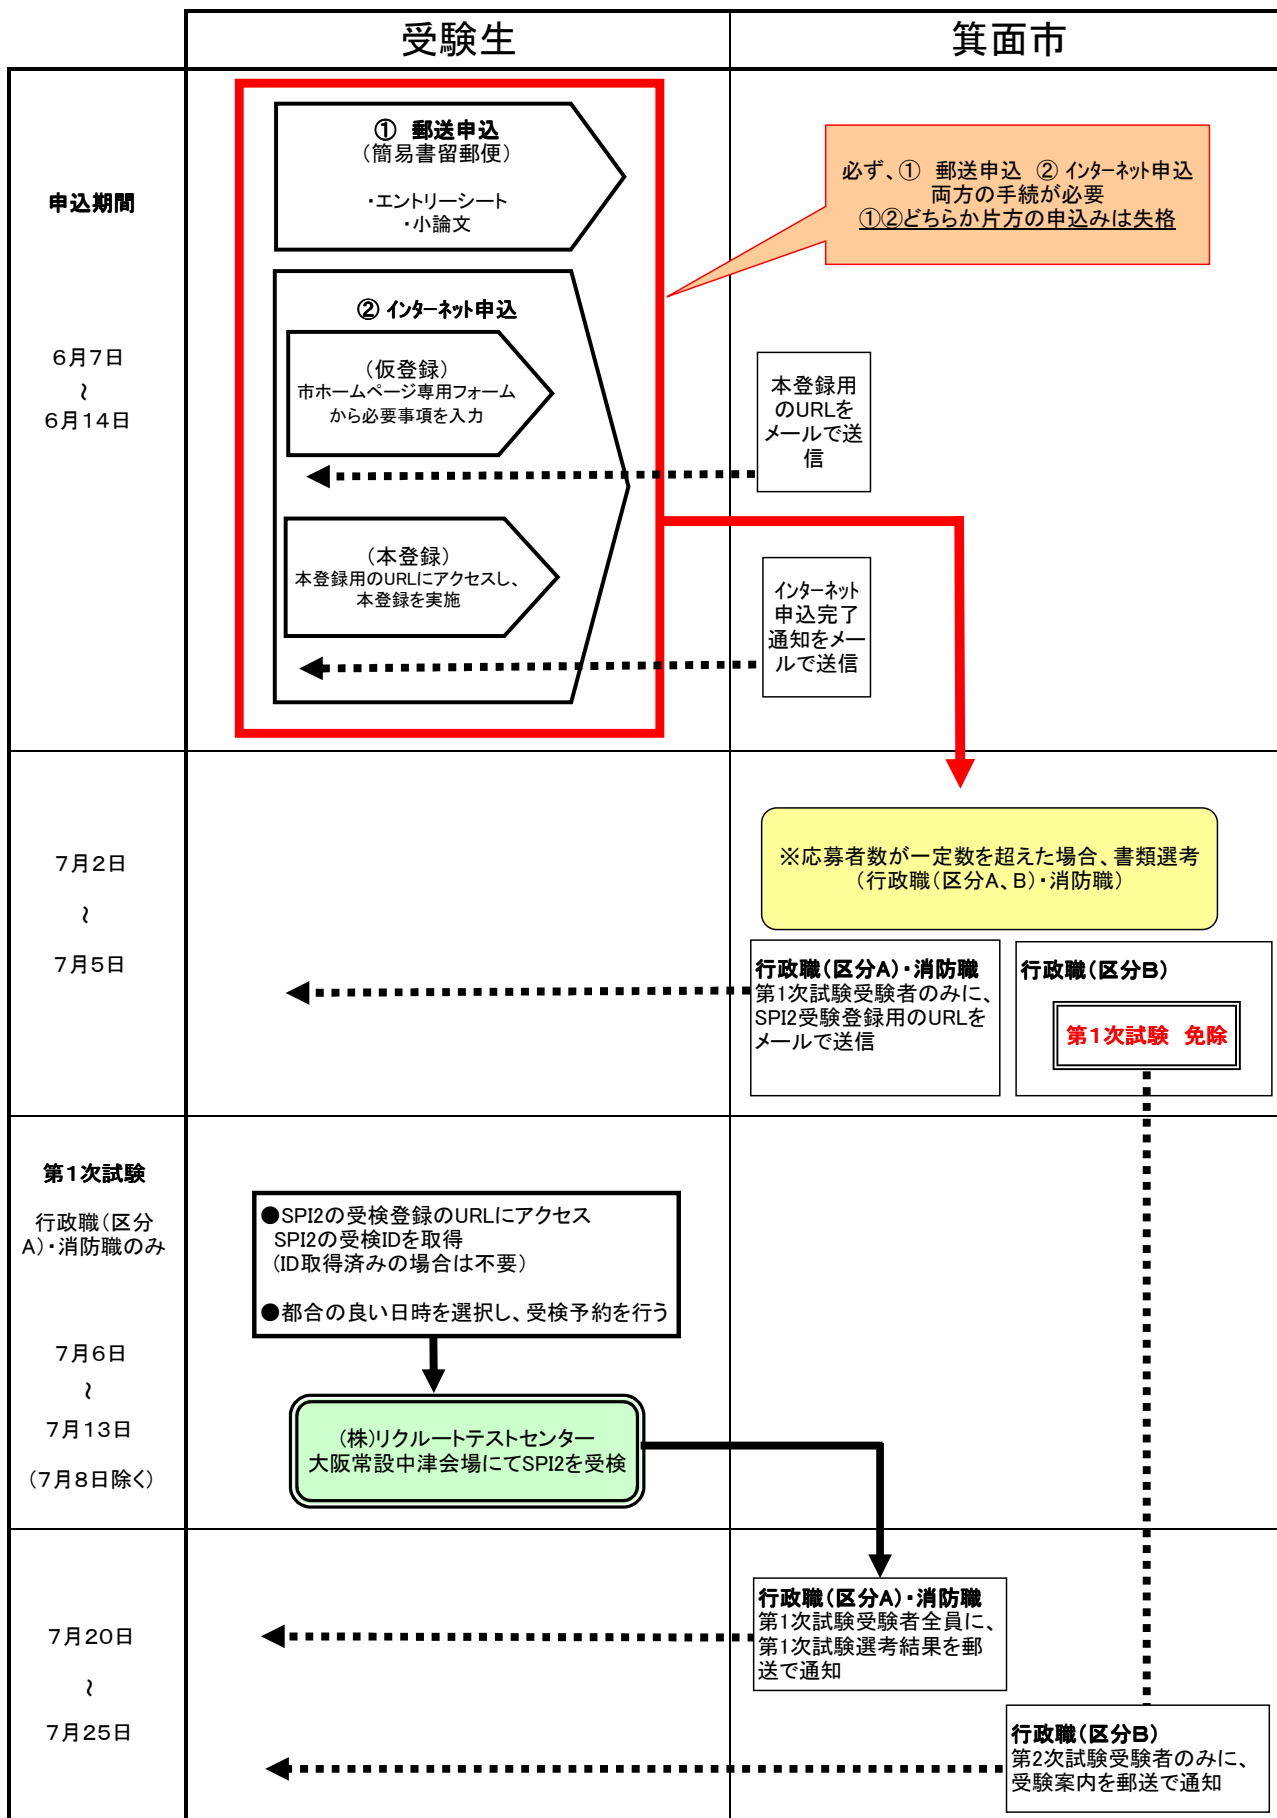 受験生
箕面市
申込期間
6月7日
～
6月14日
① 郵送申込
(簡易書留郵便)
・エントリーシート
・小論文
② インターネット申込
(仮登録)
市ホームページ専用フォーム
から必要事項を入力
(本登録)
本登録用のURLにアクセスし、
本登録を実施
必ず、① 郵送申込 ② インターネット申込
両方の手続が必要
①②どちらか片方の申込みは失格
本登録用
のURLを
メールで送
信
インターネット
申込完了
通知をメー
ルで送信
7月2日
～
7月5日
※応募者数が一定数を超えた場合、書類選考
(行政職(区分A、B)・消防職)
行政職(区分A)・消防職
第1次試験受験者のみに、
SPI2受験登録用のURLを
メールで送信
行政職(区分B)
第1次試験 免除
第1次試験
行政職(区分
A)・消防職のみ
7月6日
～
7月13日
(7月8日除く)
●SPI2の受検登録のURLにアクセス
SPI2の受検IDを取得
(ID取得済みの場合は不要)
●都合の良い日時を選択し、受検予約を行う
(株)リクルートテストセンター
大阪常設中津会場にてSPI2を受検
7月20日
～
7月25日
行政職(区分A)・消防職
第1次試験受験者全員に、
第1次試験選考結果を郵
送で通知
行政職(区分B)
第2次試験受験者のみに、
受験案内を郵送で通知